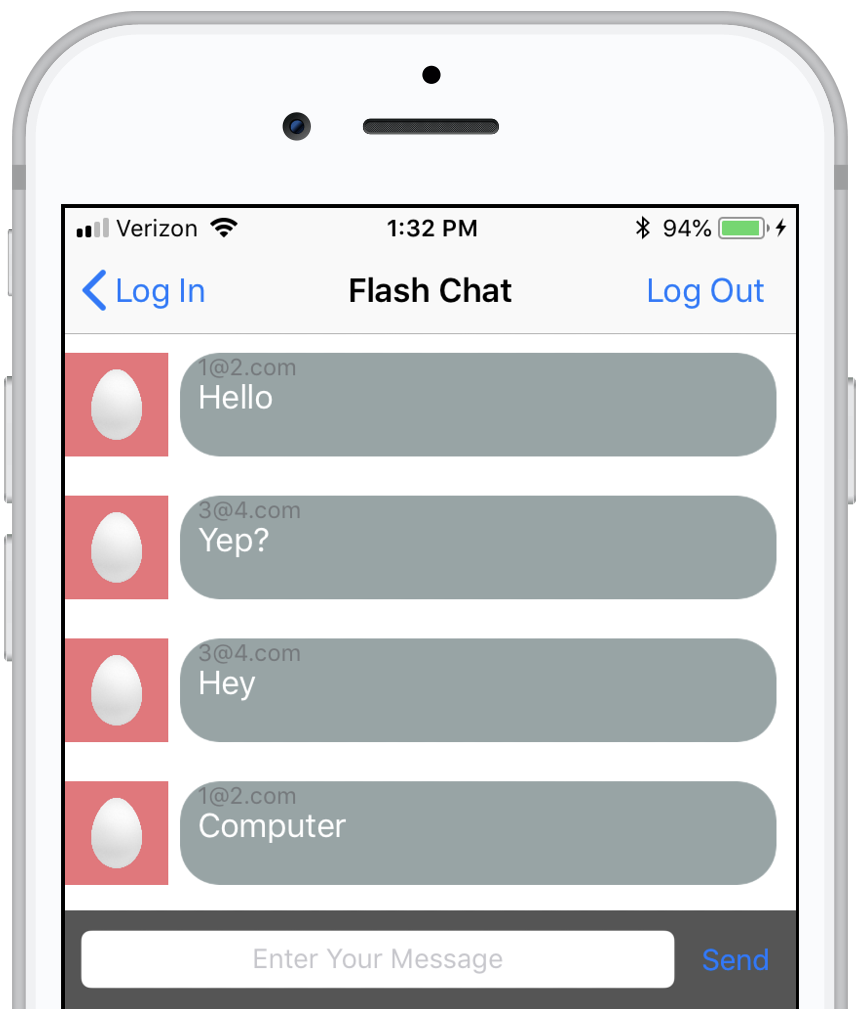 Verizon 1:32 PM 94%
Log In Flash Chat Log Out
1@2.com
Hello
3@4.com
Yep?
3@4.com
Hey
1@2.com
Computer
Enter Your Message Send